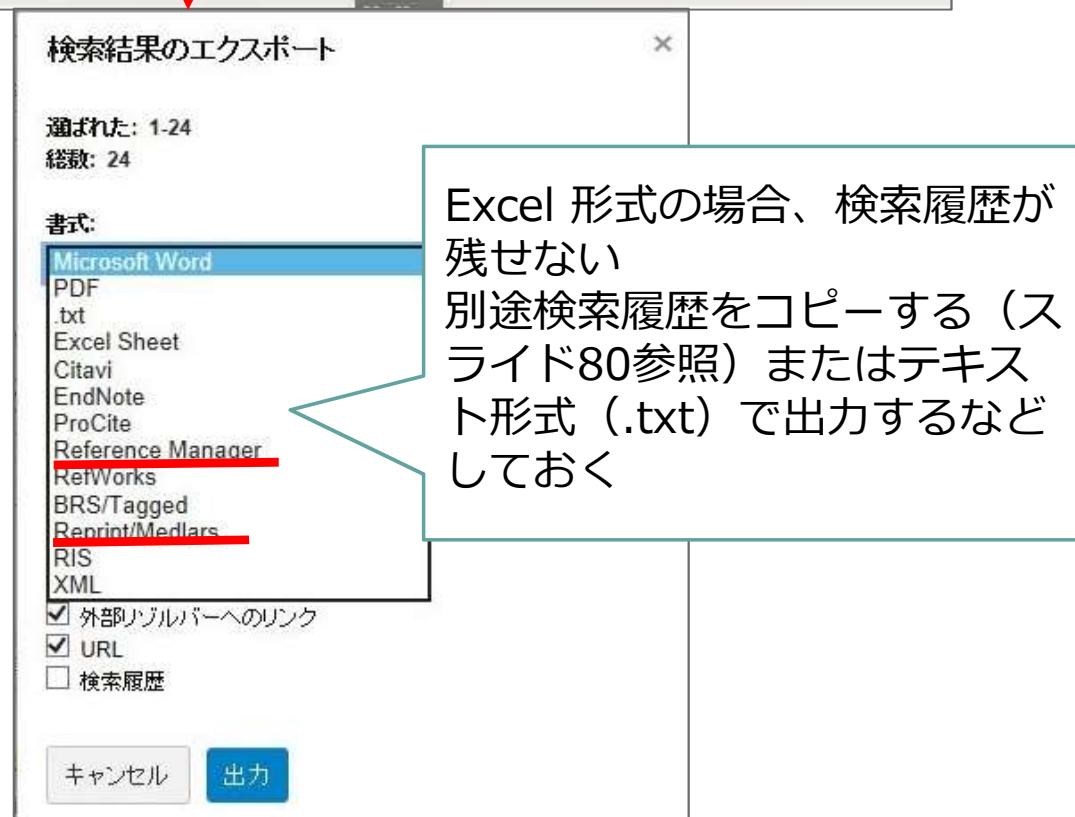 検索結果のエクスポート
×
選ばれた: 1-24
総数: 24
書式:
Microsoft Word
PDF
.txt
Excel Sheet
Citavi
EndNote
ProCite
Reference Manager
RefWorks
BRS/Tagged
Reprint/Medlars
RIS
XML
外部リゾルバーへのリンク
URL
検索履歴
キャンセル
出力
Excel 形式の場合、検索履歴が
残せない
別途検索履歴をコピーする（ス
ライド80参照）またはテキス
ト形式（.txt）で出力するなど
しておく